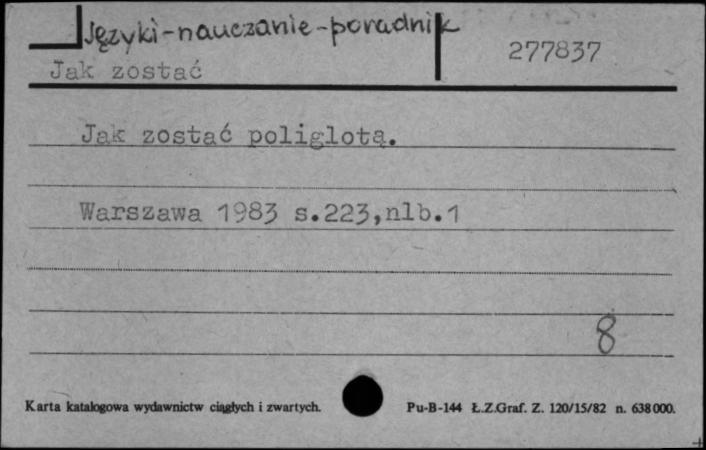 Języki-nauczanie-poradnik
277837
Jak zostać
Jak zostać poliglotą.
Warszawa 1983 s.223,nlb.1
8
Karta katalogowa wydawnictw ciągłych i zwartych. Pu-B-144 Ł.Z.Graf. Z. 120/15/82 n. 638000.